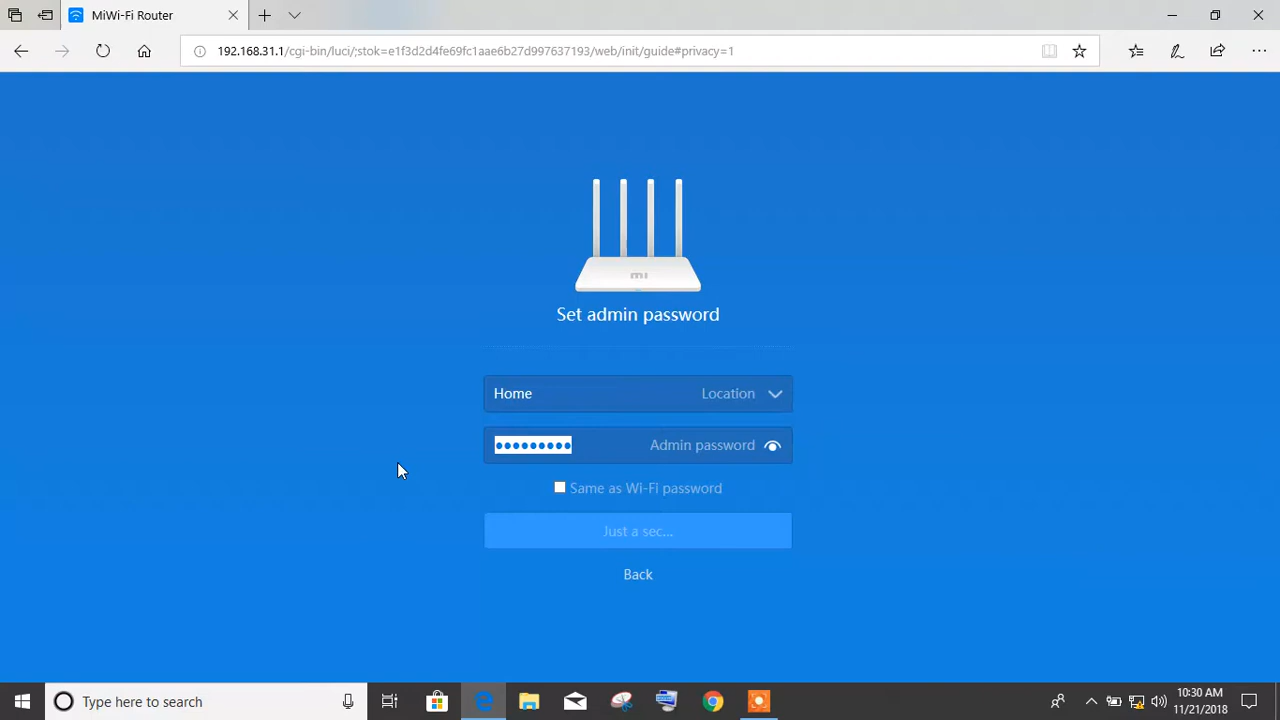 MiWi-Fi Router
192.168.31.1/cgi-bin/luci/;stok=e1f3d2d4fe69fc1aae6b27d997637193/web/init/guide#privacy=1
mi
Set admin password
Home Location
Admin password
Same as Wi-Fi password
Just a sec...
Back
Type here to search
10:30 AM
11/21/2018